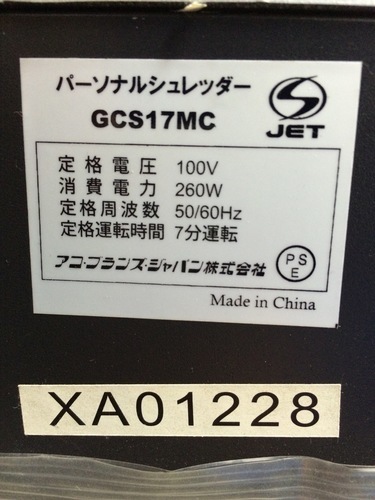 パーソナルシュレッダー
GCS17MC
JET
定格電圧 100V
消費電力 260W
定格周波数 50/60Hz
定格運転時間 7分運転
アコ・ブランズ・ジャパン株式会社
PS
E
Made in China
XA01228